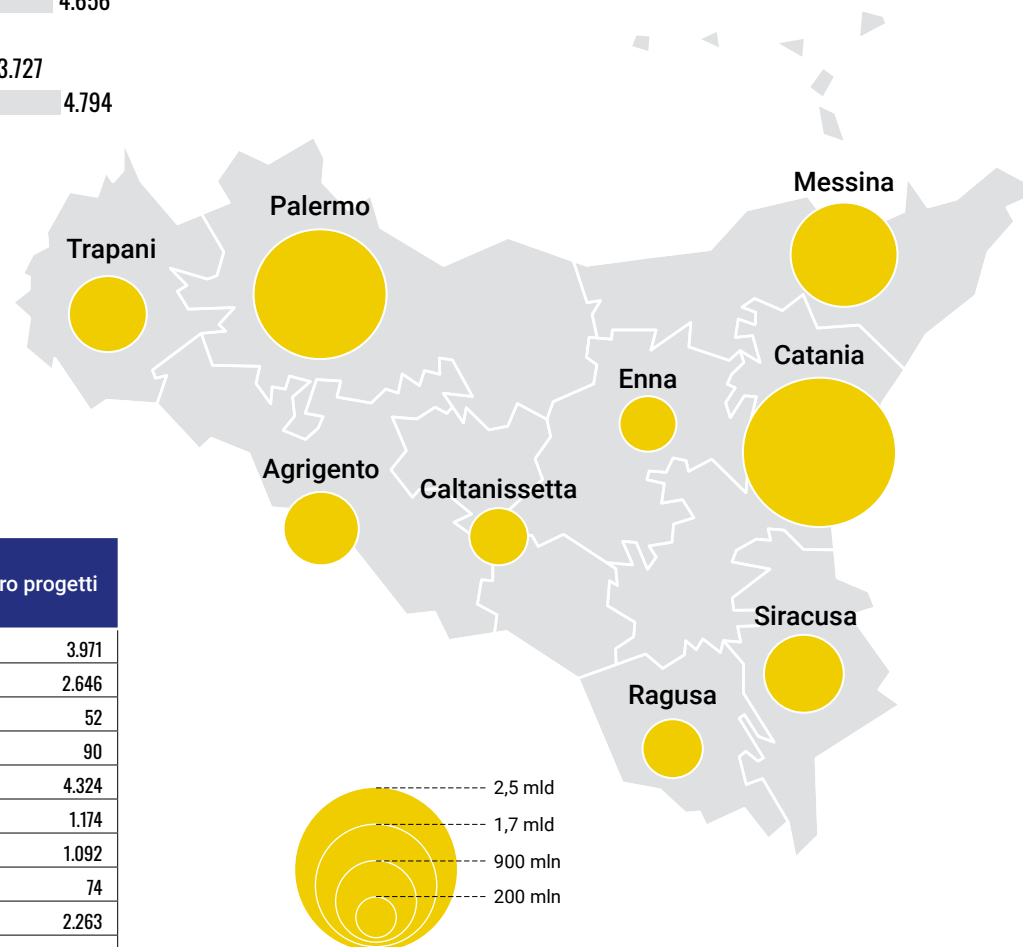 4.656
3.727
4.794
Messina
Palermo
Trapani
Catania
Enna
Agrigento
Caltanissetta
Siracusa
Ragusa
ro progetti
3.971
2.646
52
90
4.324
1.174
1.092
74
2.263
2,5 mld
1,7 mld
900 mln
200 mln